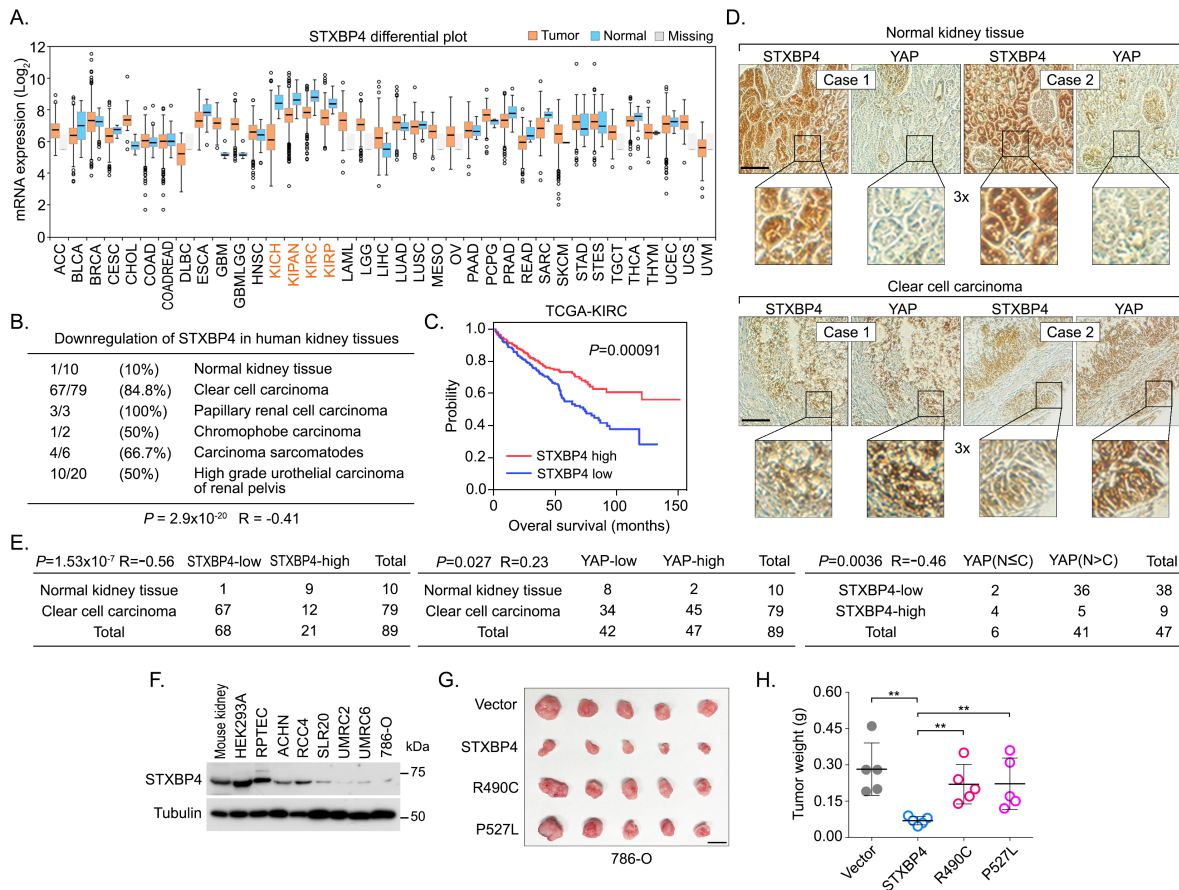 A.
STXBP4 differential plot
Tumor
Normal
Missing
mRNA expression (Log2)
12
10
8
6
4
2
0
ACC
BLCA
BRCA
CESC
CHOL
COAD
COADREAD
DLBC
ESCA
GBM
GBMLGG
HNSC
KICH
KIPAN
KIRC
KIRP
LAML
LGG
LIHC
LUAD
LUSC
MESO
OV
PAAD
PCPG
PRAD
READ
SARC
SKCM
STAD
STES
TGCT
THCA
THYM
UCEC
UCS
UVM
B.
Downregulation of STXBP4 in human kidney tissues
1/10 (10%) Normal kidney tissue
67/79 (84.8%) Clear cell carcinoma
3/3 (100%) Papillary renal cell carcinoma
1/2 (50%) Chromophobe carcinoma
4/6 (66.7%) Carcinoma sarcomatodes
10/20 (50%) High grade urothelial carcinoma
of renal pelvis
P = 2.9x10-20 R = -0.41
C.
TCGA-KIRC
P=0.00091
Probility
1.0
0.8
0.6
0.4
0.2
0.0
STXBP4 high
STXBP4 low
0 50 100 150
Overal survival (months)
D.
Normal kidney tissue
STXBP4 YAP STXBP4 YAP
Case 1 Case 2
3x
Clear cell carcinoma
STXBP4 YAP STXBP4 YAP
Case 1 Case 2
3x
E.
P=1.53x10-7 R=−0.56 STXBP4-low STXBP4-high Total
Normal kidney tissue 1 9 10
Clear cell carcinoma 67 12 79
Total 68 21 89
P=0.027 R=0.23 YAP-low YAP-high Total
Normal kidney tissue 8 2 10
Clear cell carcinoma 34 45 79
Total 42 47 89
P=0.0036 R=−0.46 YAP(N≤C) YAP(N>C) Total
STXBP4-low 2 36 38
STXBP4-high 4 5 9
Total 6 41 47
F.
Mouse kidney
HEK293A
RPTEC
ACHN
RCC4
SLR20
UMRC2
UMRC6
786-O
kDa
STXBP4
75
Tubulin
50
G.
Vector
STXBP4
R490C
P527L
786-O
H.
Tumor weight (g)
0.60
0.45
0.30
0.15
0.00
**
**
**
Vector
STXBP4
R490C
P527L